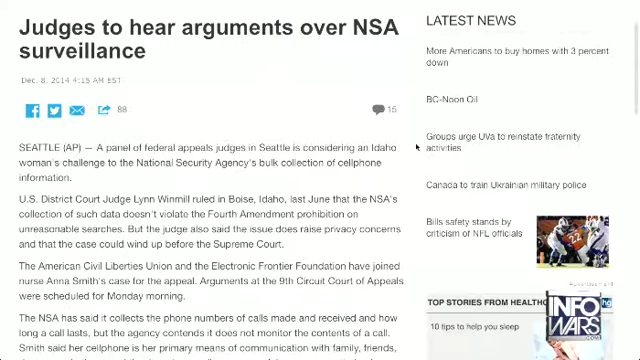 Judges to hear arguments over NSA
surveillance
Dec. 8, 2014 4:15 AM EST
88
15
SEATTLE (AP) — A panel of federal appeals judges in Seattle is considering an Idaho
woman's challenge to the National Security Agency's bulk collection of cellphone
information.
U.S. District Court Judge Lynn Winmill ruled in Boise, Idaho, last June that the NSA's
collection of such data doesn't violate the Fourth Amendment prohibition on
unreasonable searches. But the judge also said the issue does raise privacy concerns
and that the case could wind up before the Supreme Court.
The American Civil Liberties Union and the Electronic Frontier Foundation have joined
nurse Anna Smith's case for the appeal. Arguments at the 9th Circuit Court of Appeals
were scheduled for Monday morning.
The NSA has said it collects the phone numbers of calls made and received and how
long a call lasts, but the agency contends it does not monitor the contents of a call.
Smith said her cellphone is her primary means of communication with family, friends,
LATEST NEWS
More Americans to buy homes with 3 percent
down
BC-Noon Oil
Groups urge UVa to reinstate fraternity
activities
Canada to train Ukrainian military police
Bills safety stands by
criticism of NFL officials
TOP STORIES FROM
10 tips to help you sleep
INFO
WARS
.COM